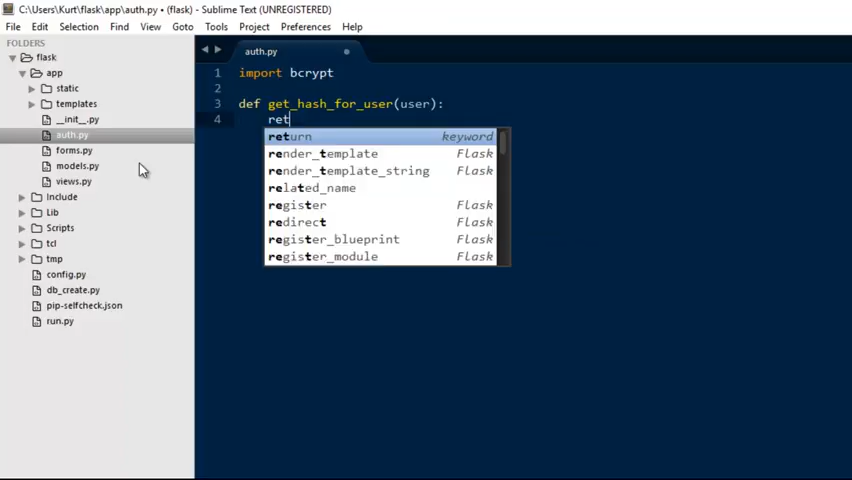 C:\Users\Kurt\flask\app\auth.py • (flask) - Sublime Text (UNREGISTERED)
File Edit Selection Find View Goto Tools Project Preferences Help
FOLDERS
flask
app
static
templates
__init__.py
auth.py
forms.py
models.py
views.py
Include
Lib
Scripts
tcl
tmp
config.py
db_create.py
pip-selfcheck.json
run.py
auth.py
1 import bcrypt
2
3 def get_hash_for_user(user):
4 ret
return keyword
render_template Flask
render_template_string Flask
related_name
register Flask
redirect Flask
register_blueprint Flask
register_module Flask